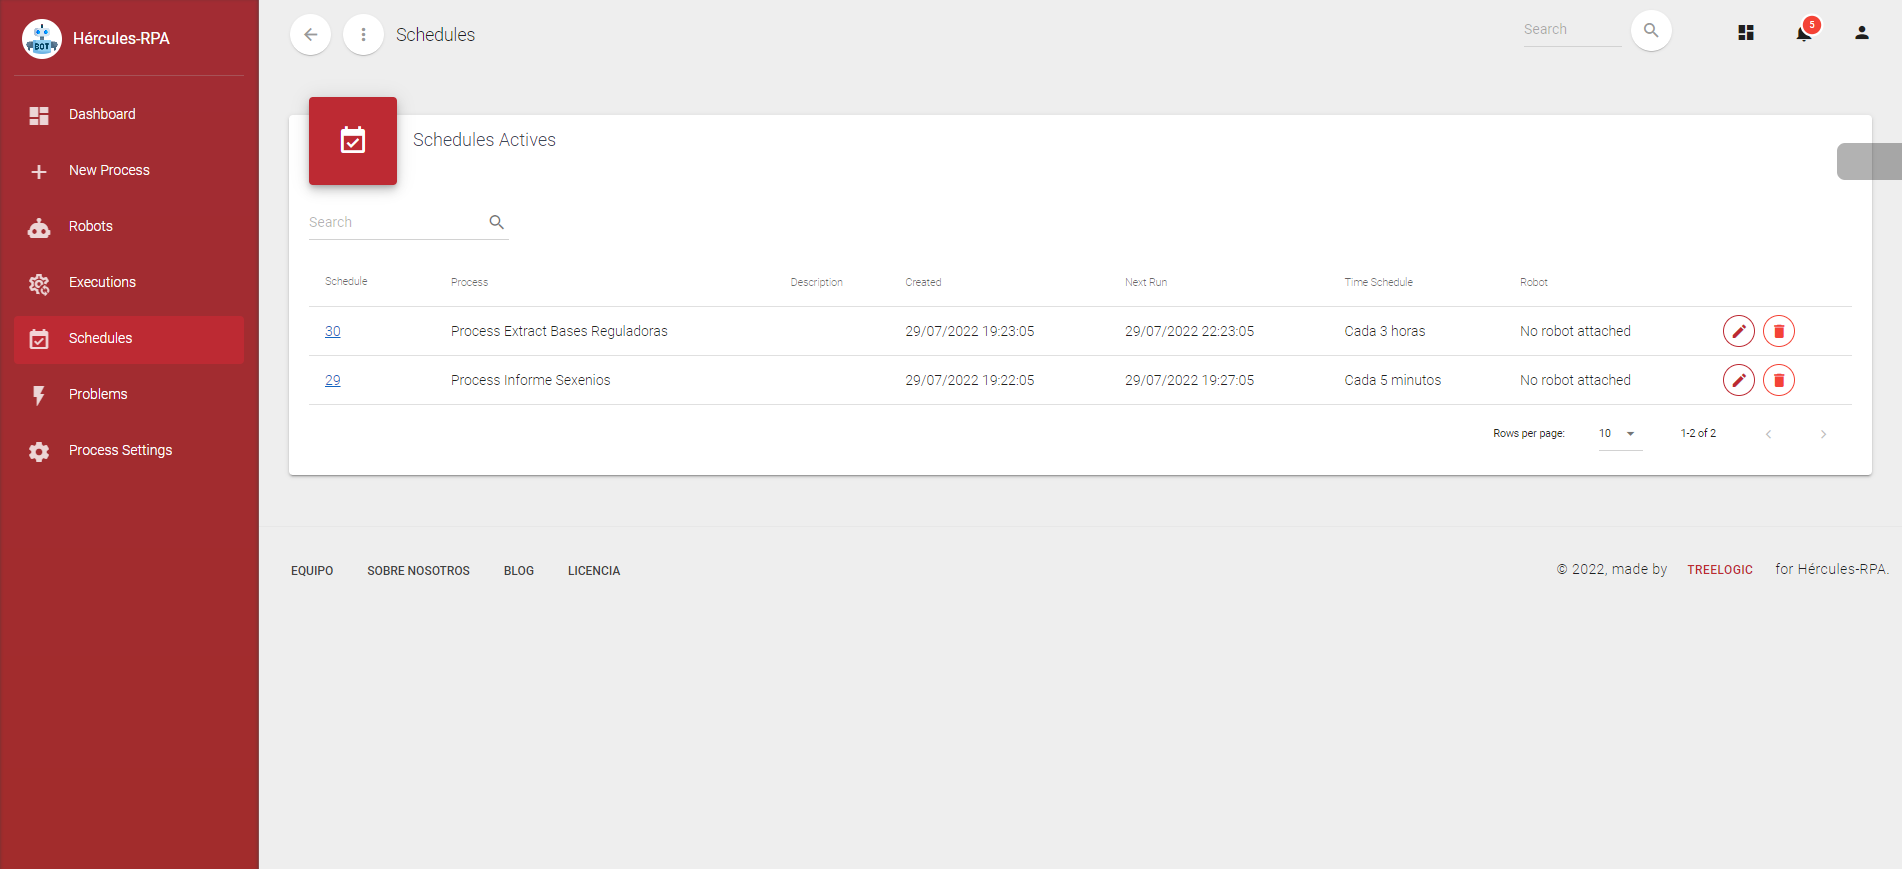 BOT
Hércules-RPA
Dashboard
New Process
Robots
Executions
Schedules
Problems
Process Settings
Schedules
Search
5
Schedules Actives
Search
Schedule Process Description Created Next Run Time Schedule Robot
30 Process Extract Bases Reguladoras 29/07/2022 19:23:05 29/07/2022 22:23:05 Cada 3 horas No robot attached
29 Process Informe Sexenios 29/07/2022 19:22:05 29/07/2022 19:27:05 Cada 5 minutos No robot attached
Rows per page: 10 1-2 of 2
EQUIPO SOBRE NOSOTROS BLOG LICENCIA © 2022, made by TREELOGIC for Hércules-RPA.